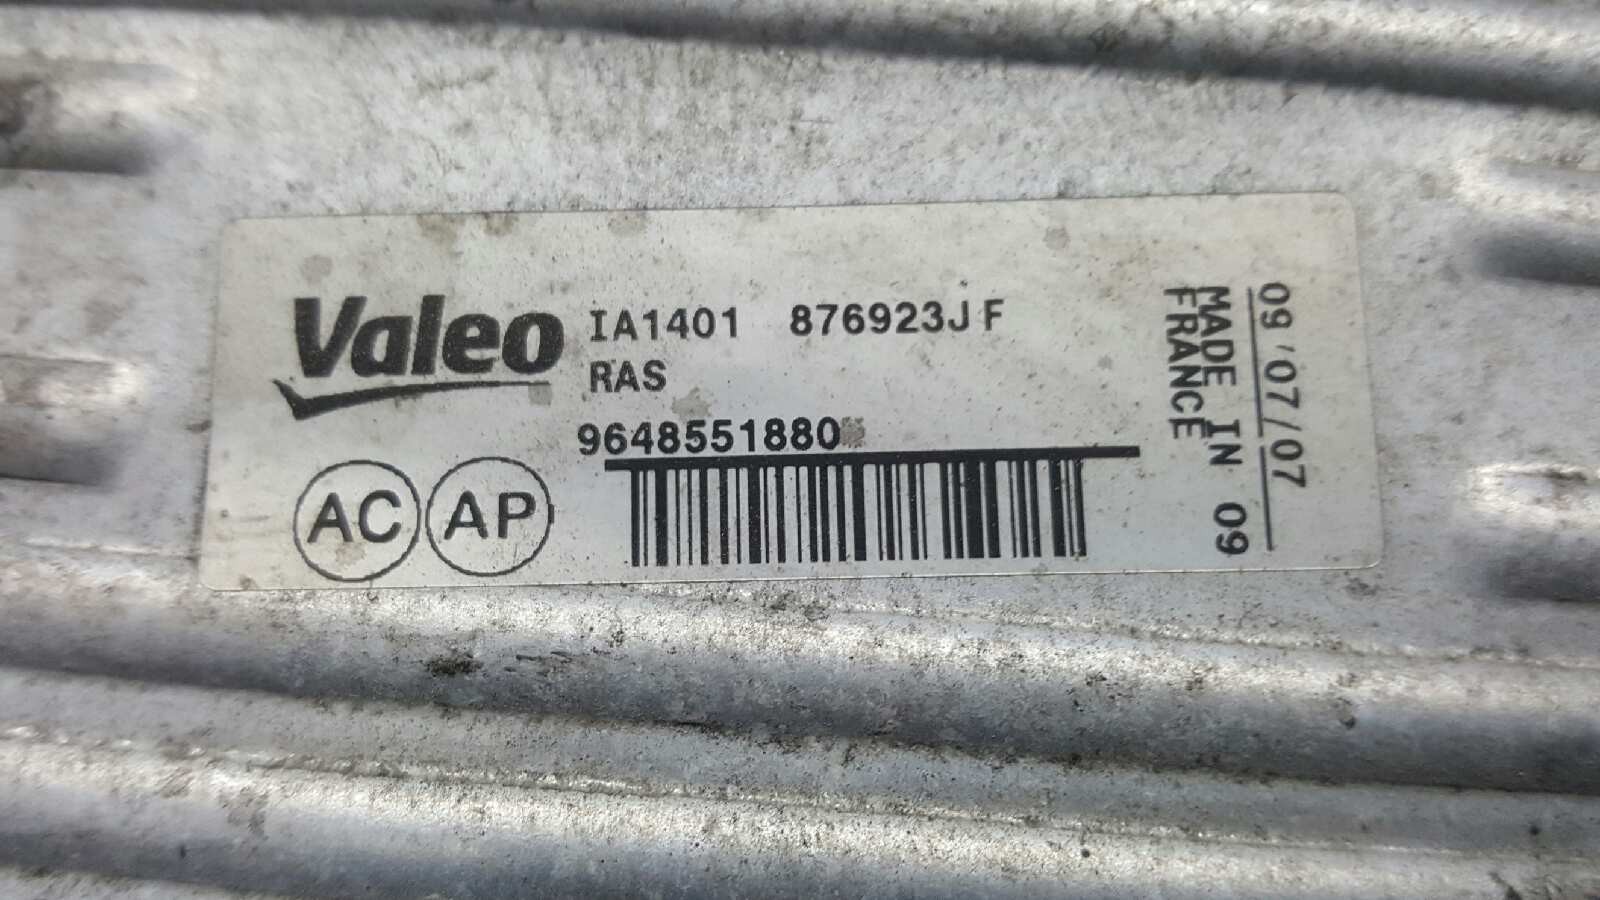 Valeo
IA1401 876923J F
RAS
9648551880
AC AP
09/07/07
MADE IN 09
FRANCE